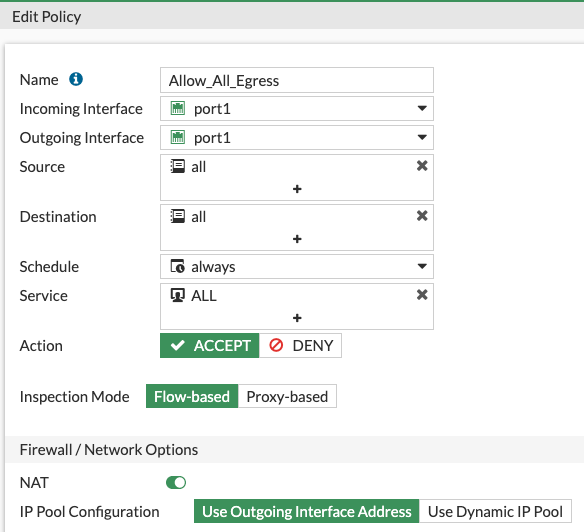 Edit Policy
Name Allow_All_Egress
Incoming Interface port1
Outgoing Interface port1
Source all
+
Destination all
+
Schedule always
Service ALL
+
Action ACCEPT DENY
Inspection Mode Flow-based Proxy-based
Firewall / Network Options
NAT
IP Pool Configuration Use Outgoing Interface Address Use Dynamic IP Pool